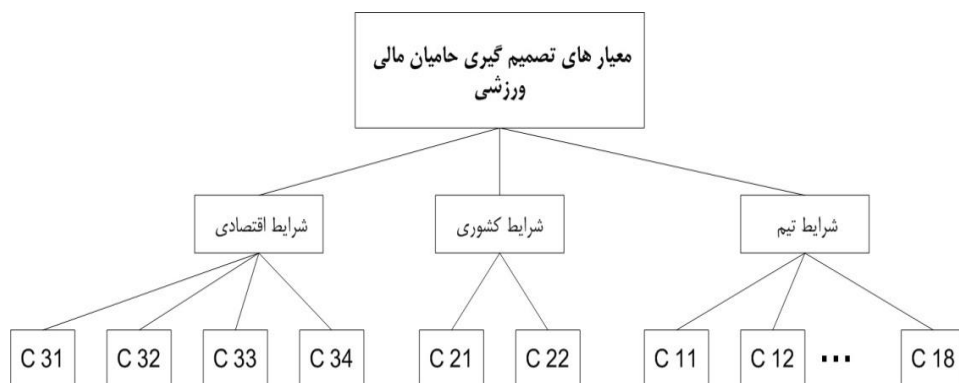 معیار های تصمیم گیری حامیان مالی
ورزشی
شرایط تیم
شرایط کشوری
شرایط اقتصادی
C 31
C 32
C 33
C 34
C 21
C 22
C 11
C 12
...
C 18